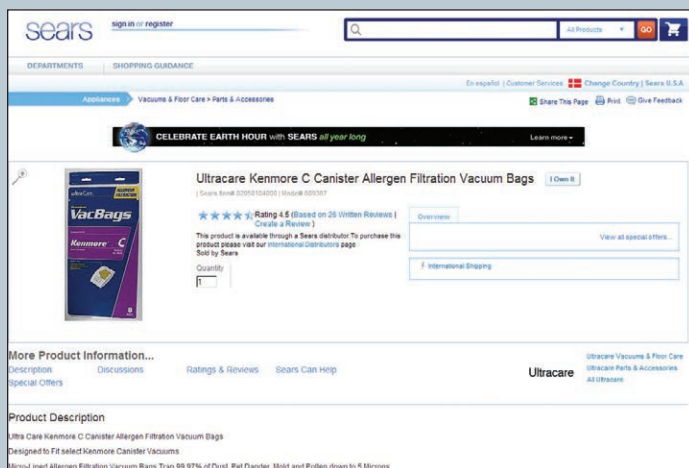 sears
sign in or register
All Products
GO
DEPARTMENTS SHOPPING GUIDANCE
En español | Customer Services Change Country | Sears U.S.A
Appliances Vacuums & Floor Care > Parts & Accessories
Share This Page Print Give Feedback
CELEBRATE EARTH HOUR with SEARS all year long Learn more
Ultracare Kenmore C Canister Allergen Filtration Vacuum Bags I Own It
VacBags
Kenmore C
8
Rating 4.5 (Based on 26 Written Reviews |
Create a Review )
This product is available through a Sears distributor.To purchase this
product please visit our International Distributors page
Sold by Sears
Quantity
1
Overview
View all special offers...
International Shipping
More Product Information...
Description Discussions Ratings & Reviews Sears Can Help
Special Offers
Ultracare
Ultracare Vacuums & Floor Care
Ultracare Parts & Accessories
All Ultracare
Product Description
Ultra Care Kenmore C Canister Allergen Filtration Vacuum Bags
Designed to Fit select Kenmore Canister Vacuums
Micro-Lined Allergen Filtration Vacuum Bags Trap 99.97% of Dust, Pet Dander, Mold and Pollen down to 5 Microns